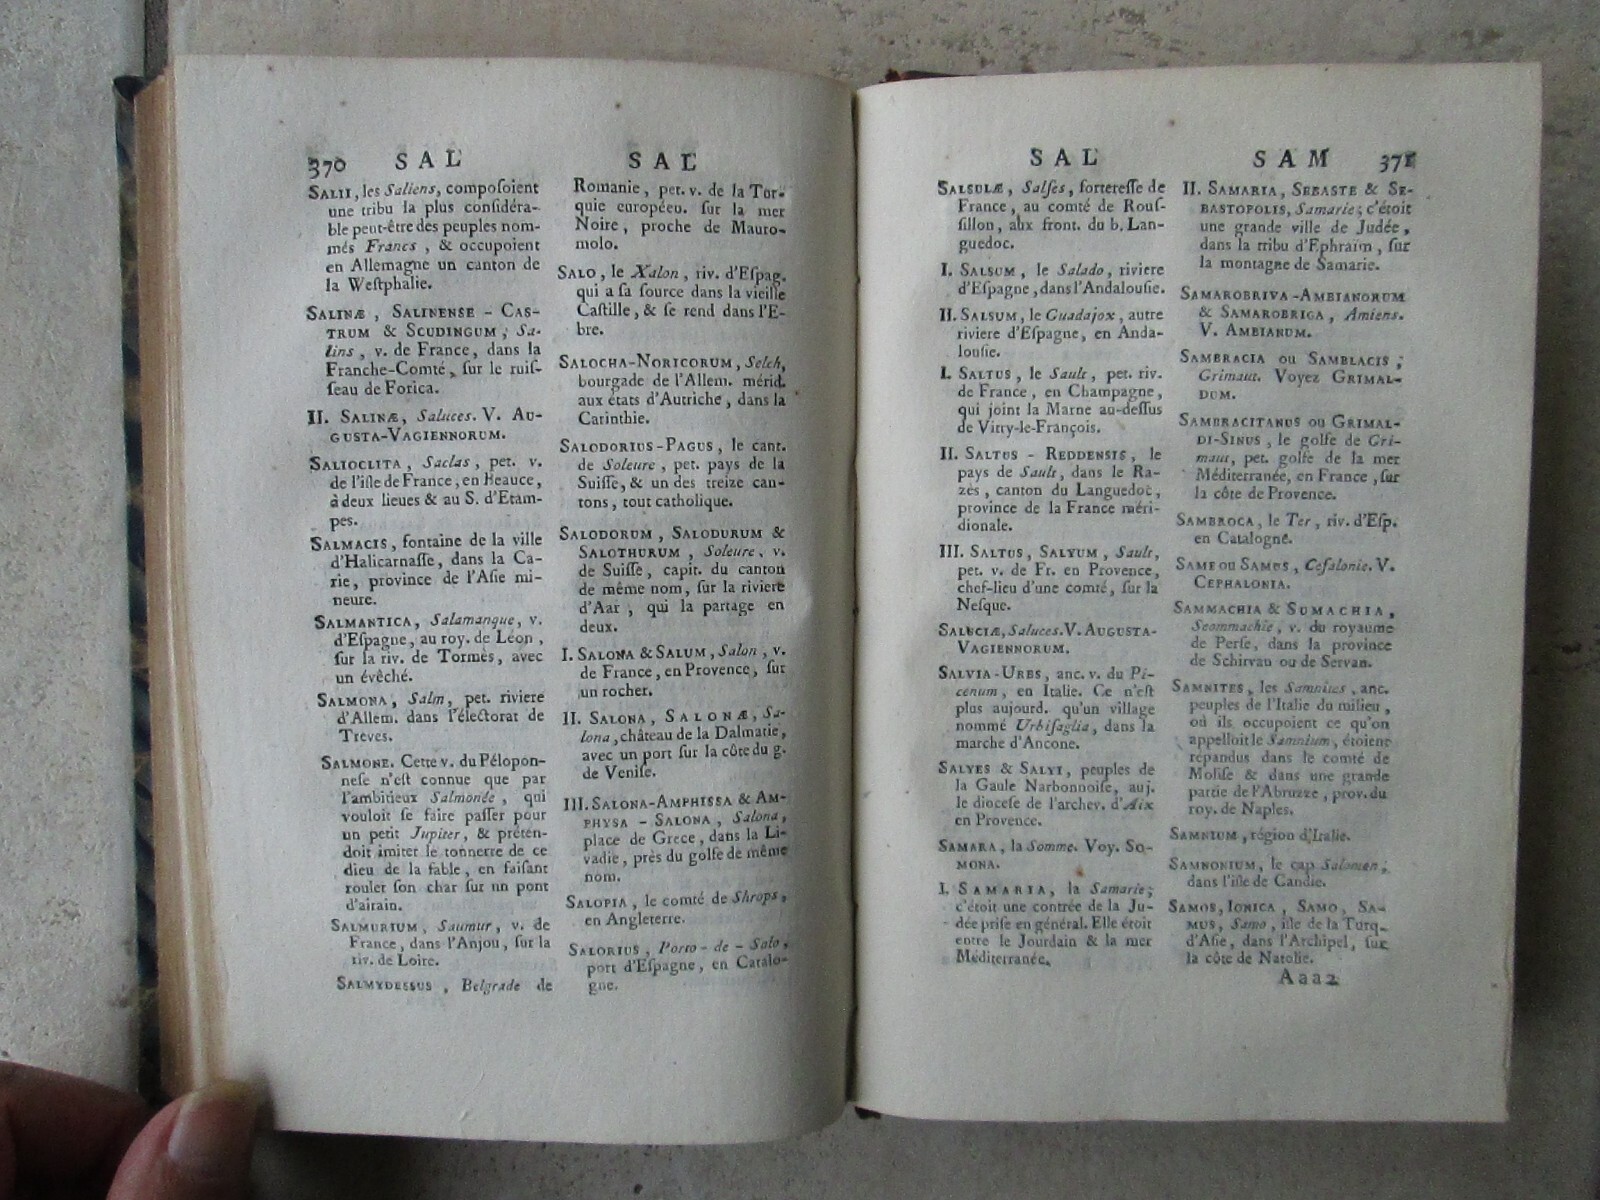 370 SAL SAL
SALII, les Saliens, compoſoient
une tribu la plus conſidéra-
ble peut-être des peuples nom-
més Francs, & occupoient
en Allemagne un canton de
la Weſtphalie.
SALINÆ, SALINENSE-CAS-
TRUM & SCUDINGUM, Sa-
lins, v. de France, dans la
Franche-Comté, ſur le ruiſ-
ſeau de Forica.
II. SALINÆ, Saluces. V. AU-
GUSTA-VAGIENNORUM.
SALIOCLITA, Saclas, pet. v.
de l'iſle de France, en Beauce,
à deux lieues & au S. d'Etam-
pes.
SALMACIS, fontaine de la ville
d'Halicarnaſſe, dans la Ca-
rie, province de l'Aſie mi-
neure.
SALMANTICA, Salamanque, v.
d'Eſpagne, au roy. de Léon,
ſur la riv. de Tormès, avec
un évêché.
SALMONA, Salm, pet. riviere
d'Allem. dans l'électorat de
Treves.
SALMONE. Cette v. du Pélopon-
neſe n'eſt connue que par
l'ambitieux Salmonée, qui
vouloit ſe faire paſſer pour
un petit Jupiter, & préten-
doit imiter le tonnerre de ce
dieu de la fable, en faiſant
rouler ſon char ſur un pont
d'airain.
SALMURIUM, Saumur, v. de
France, dans l'Anjou, ſur la
riv. de Loire.
SALMYDESSUS, Belgrade de
Romanie, pet. v. de la Tur-
quie européen. ſur la mer
Noire, proche de Mauro-
molo.
SALO, le Xalon, riv. d'Eſpag.
qui a ſa ſource dans la vieille
Caſtille, & ſe rend dans l'E-
bre.
SALOCHA-NORICORUM, Selch,
bourgade de l'Allem. mérid.
aux états d'Autriche, dans la
Carinthie.
SALODORIUS-PAGUS, le cant.
de Soleure, pet. pays de la
Suiſſe, & un des treize can-
tons, tout catholique.
SALODORUM, SALODURUM &
SALOTHURUM, Soleure, v.
de Suiſſe, capit. du canton
de même nom, ſur la riviere
d'Aar, qui la partage en
deux.
I. SALONA & SALUM, Salon, v.
de France, en Provence, ſur
un rocher.
II. SALONA, SALONÆ, Sa-
lona, château de la Dalmatie,
avec un port ſur la côte du g.
de Veniſe.
III. SALONA-AMPHISSA & AM-
PHYSA-SALONA, Salona,
place de Grece, dans la Li-
vadie, près du golfe de même
nom.
SALOPIA, le comté de Shrops,
en Angleterre.
SALORIUS, Porto-de-Salo,
port d'Eſpagne, en Catalo-
gne.
SAL SAM 371
SALSULÆ, Salſes, fortereſſe de
France, au comté de Rouſ-
ſillon, aux front. du b. Lan-
guedoc.
I. SALSUM, le Salado, riviere
d'Eſpagne, dans l'Andalouſie.
II. SALSUM, le Guadajox, autre
riviere d'Eſpagne, en Anda-
louſie.
I. SALTUS, le Sault, pet. riv.
de France, en Champagne,
qui joint la Marne au-deſſus
de Vitry-le-François.
II. SALTUS-REDDENSIS, le
pays de Sault, dans le Ra-
zès, canton du Languedoc,
province de la France méri-
dionale.
III. SALTUS, SALYUM, Sault,
pet. v. de Fr. en Provence,
chef-lieu d'une comté, ſur la
Neſque.
SALUCIÆ, Saluces. V. AUGUSTA-
VAGIENNORUM.
SALVIA-URBS, anc. v. du Pi-
cenum, en Italie. Ce n'eſt
plus aujourd. qu'un village
nommé Urbiſaglia, dans la
marche d'Ancone.
SALYES & SALYI, peuples de
la Gaule Narbonnoiſe, auj.
le dioceſe de l'archev. d'Aix
en Provence.
SAMARA, la Somme. Voy. SO-
MONA.
I. SAMARIA, la Samarie;
c'étoit une contrée de la Ju-
dée priſe en général. Elle étoit
entre le Jourdain & la mer
Méditerranée.
II. SAMARIA, SEBASTE & SE-
BASTOPOLIS, Samarie; c'étoit
une grande ville de Judée,
dans la tribu d'Ephraïm, ſur
la montagne de Samarie.
SAMAROBRIVA-AMBIANORUM
& SAMAROBRIGA, Amiens.
V. AMBIANUM.
SAMBRACIA ou SAMBLACIS;
Grimaut. Voyez GRIMAL-
DUM.
SAMBRACITANUS ou GRIMAL-
DI-SINUS, le golfe de Gri-
maut, pet. golfe de la mer
Méditerranée, en France, ſur
la côte de Provence.
SAMBROCA, le Ter, riv. d'Eſp.
en Catalogne.
SAME ou SAMUS, Cefalonie. V.
CEPHALONIA.
SAMMACHIA & SUMACHIA,
Scommachie, v. du royaume
de Perſe, dans la province
de Schirvan ou de Servan.
SAMNITES, les Samnites, anc.
peuples de l'Italie du milieu,
où ils occupoient ce qu'on
appelloit le Samnium, étoient
répandus dans le comté de
Moliſe & dans une grande
partie de l'Abruzze, prov. du
roy. de Naples.
SAMNIUM, région d'Italie.
SAMNONIUM, le cap Salomon;
dans l'iſle de Candie.
SAMOS, IONICA, SAMO, SA-
MUS, Samo, iſle de la Turq.
d'Aſie, dans l'Archipel, ſur
la côte de Natolie.
Aaa2